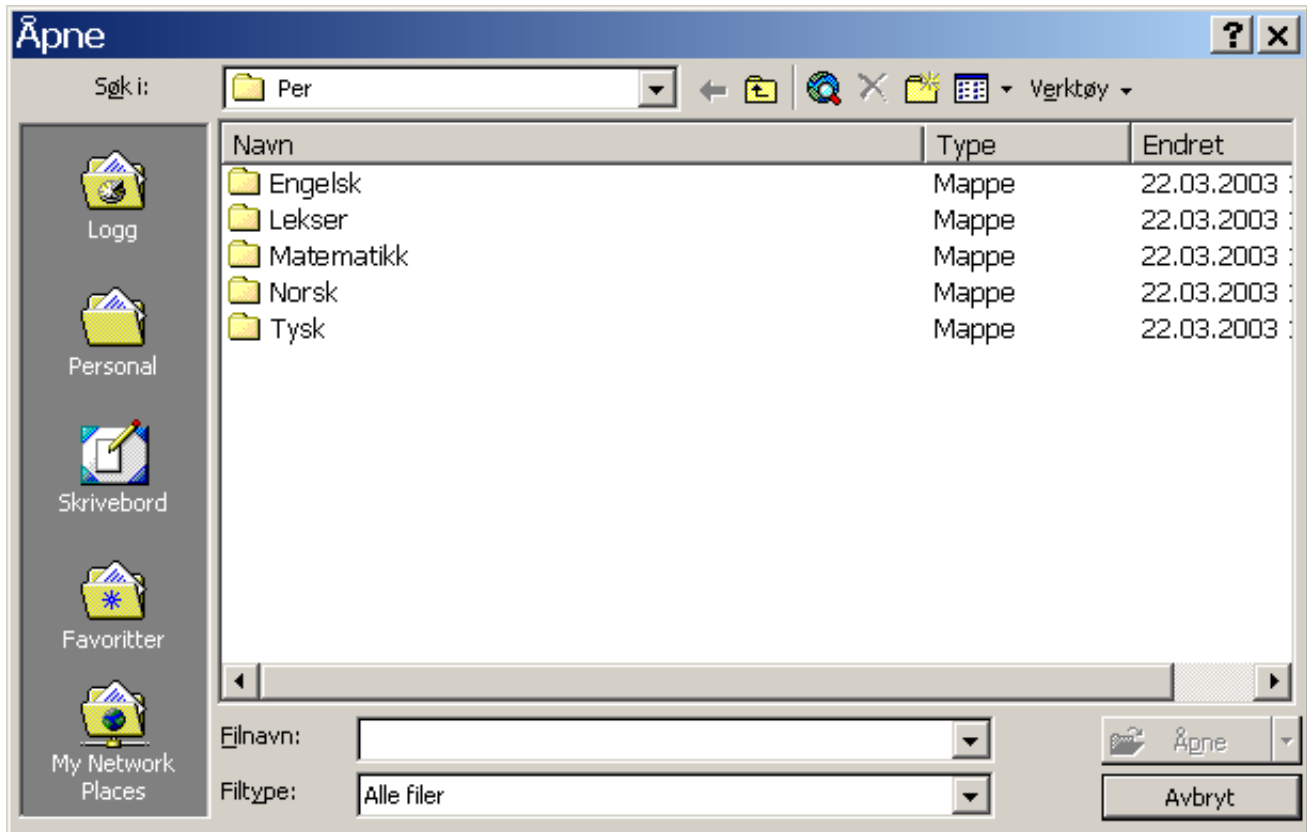 Åpne
Søk i: Per Verktøy
Navn Type Endret
Engelsk Mappe 22.03.2003
Lekser Mappe 22.03.2003
Matematikk Mappe 22.03.2003
Norsk Mappe 22.03.2003
Tysk Mappe 22.03.2003
Logg
Personal
Skrivebord
Favoritter
My Network
Places
Filnavn: Åpne
Filtype: Alle filer Avbryt